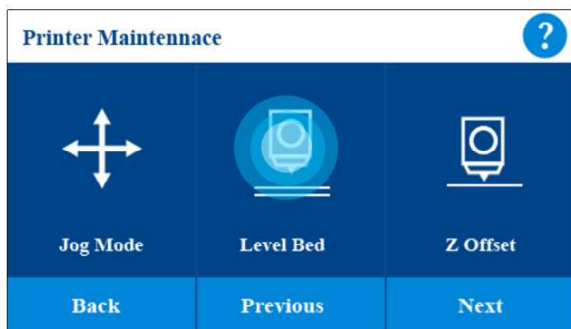 Printer Maintennace
?
Jog Mode Level Bed Z Offset
Back Previous Next